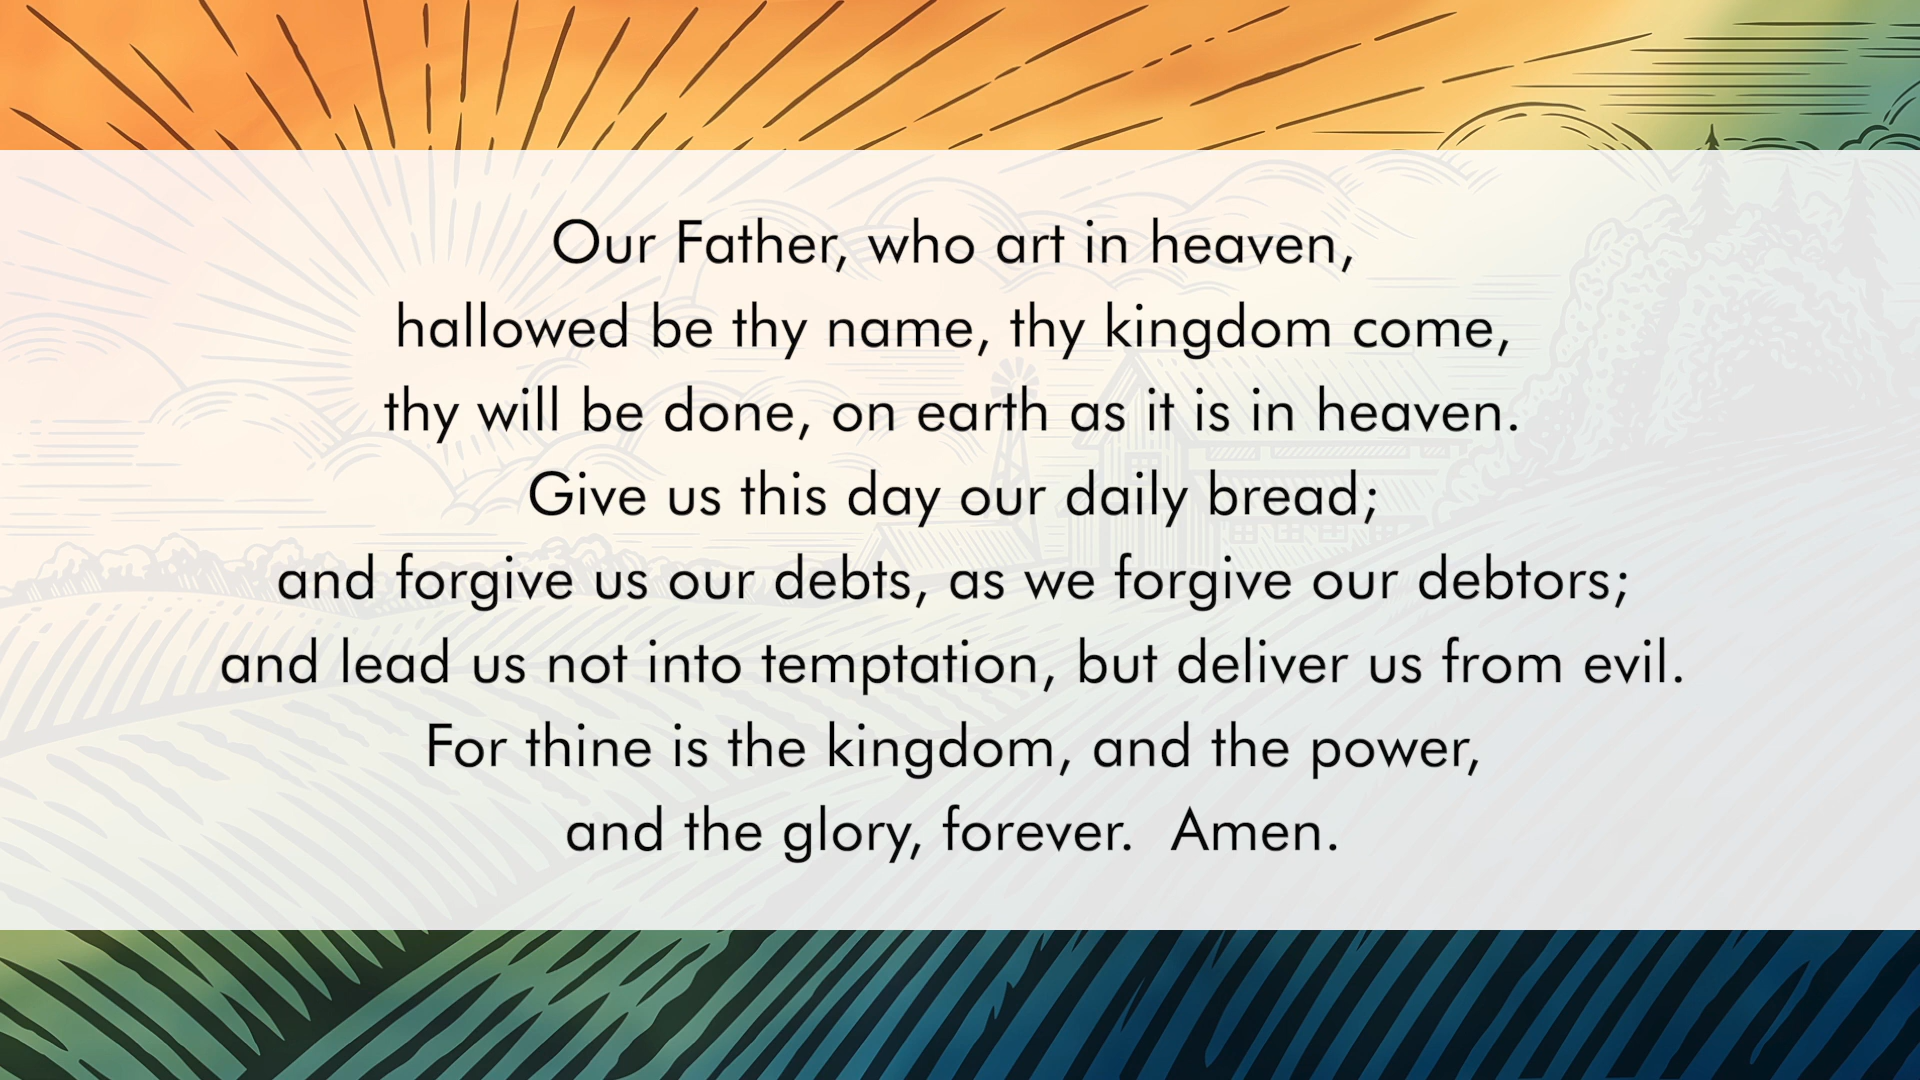 Our Father, who art in heaven,
hallowed be thy name, thy kingdom come,
thy will be done, on earth as it is in heaven.
Give us this day our daily bread;
and forgive us our debts, as we forgive our debtors;
and lead us not into temptation, but deliver us from evil.
For thine is the kingdom, and the power,
and the glory, forever.  Amen.